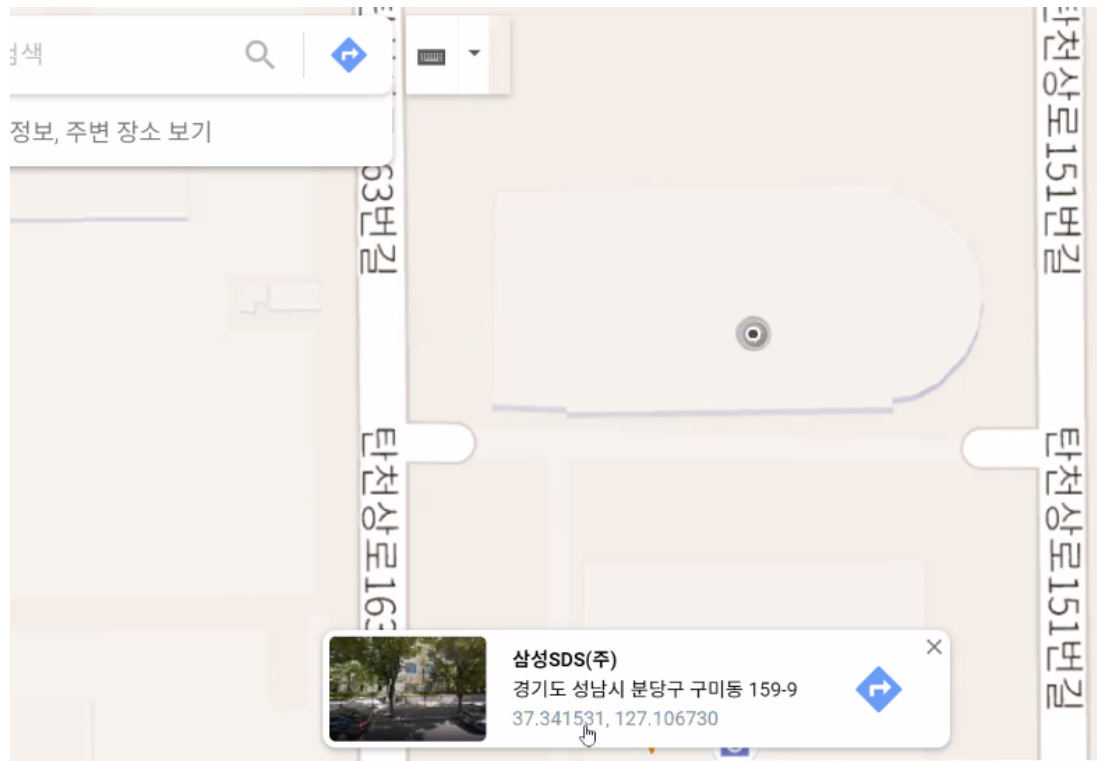 검색
정보, 주변 장소 보기
63번길
탄천상로151번길
탄천상로163
탄천상로151번길
삼성SDS(주)
경기도 성남시 분당구 구미동 159-9
37.341531, 127.106730